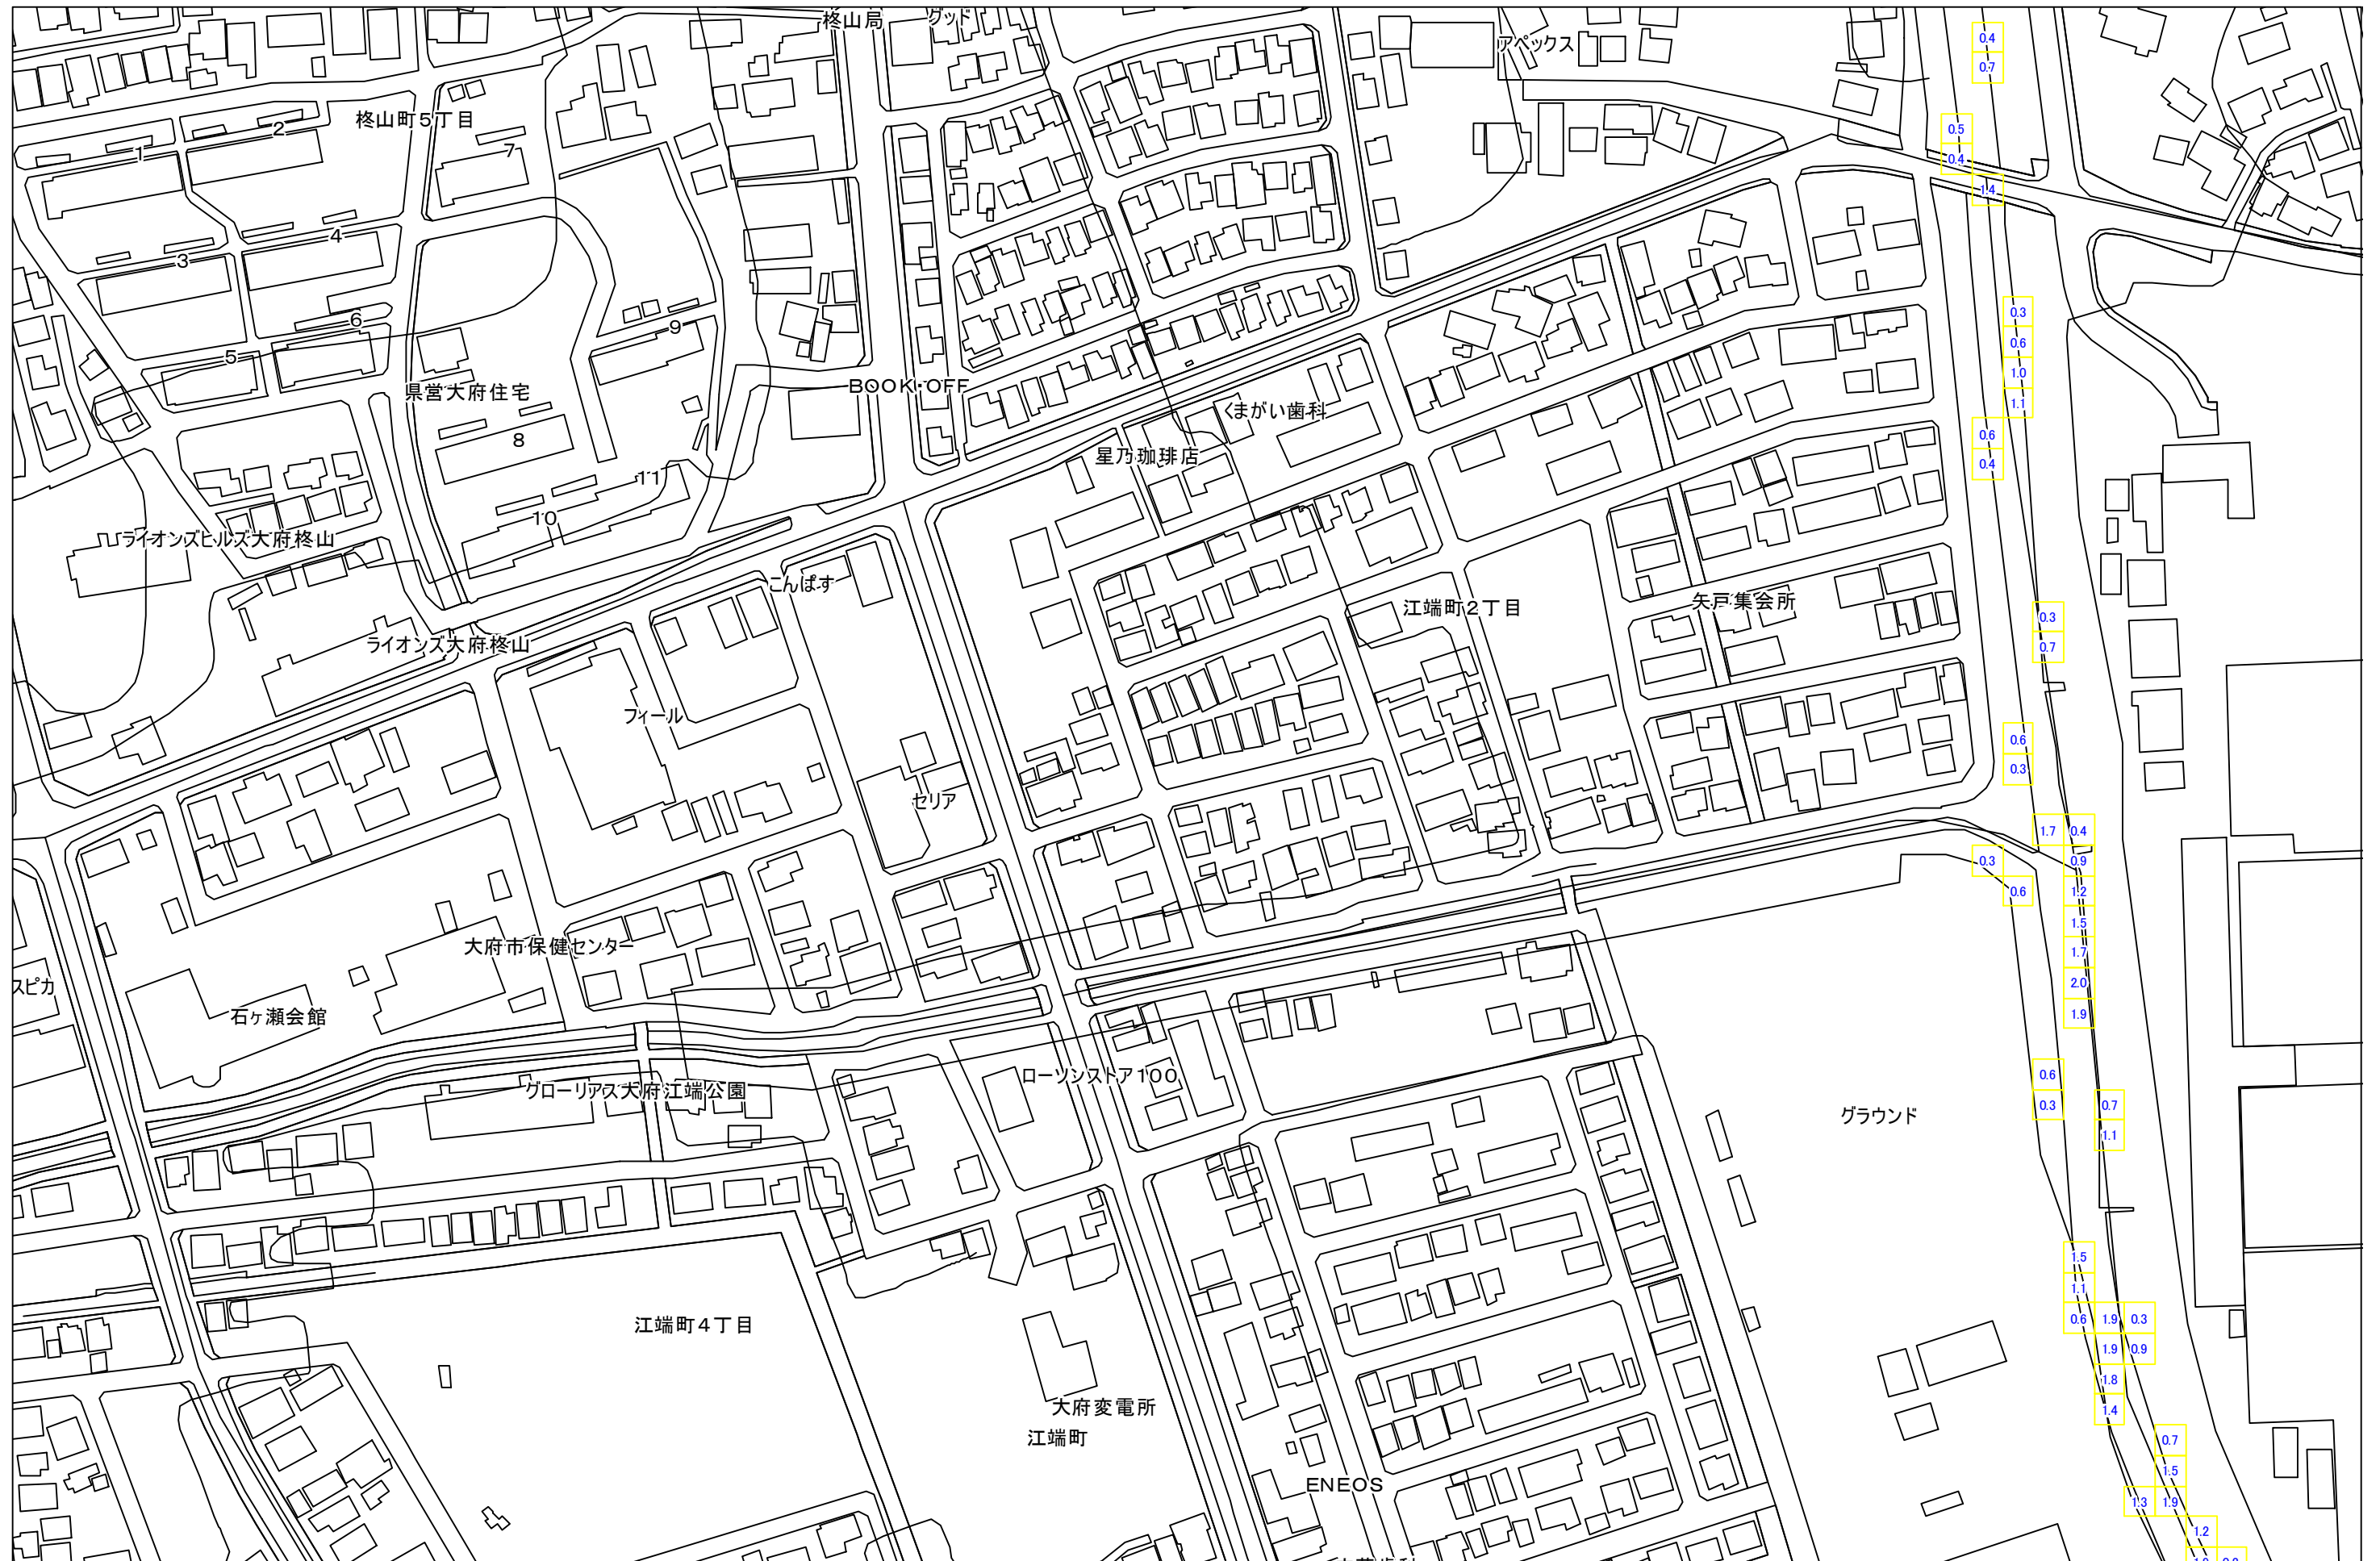 柊山局
グッド
アペックス
0.4
0.7
柊山町5丁目
2
1
7
0.5
0.4
1.4
4
3
6
5
9
0.3
0.6
1.0
1.1
県営大府住宅
BOOK・OFF
くまがい歯科
8
星乃珈琲店
0.6
0.4
11
10
ライオンズヒルズ大府柊山
こんぱす
江端町2丁目
矢戸集会所
0.3
0.7
ライオンズ大府柊山
フィール
セリア
0.6
0.3
1.7
0.4
0.3
0.9
0.6
1.2
1.5
1.7
2.0
1.9
大府市保健センター
スピカ
石ヶ瀬会館
グローリアス大府江端公園
ローソンストア100
グラウンド
0.6
0.3
0.7
1.1
1.5
1.1
0.6
1.9
0.3
1.9
0.9
1.8
1.4
江端町4丁目
大府変電所
江端町
ENEOS
0.7
1.5
1.3
1.9
1.2